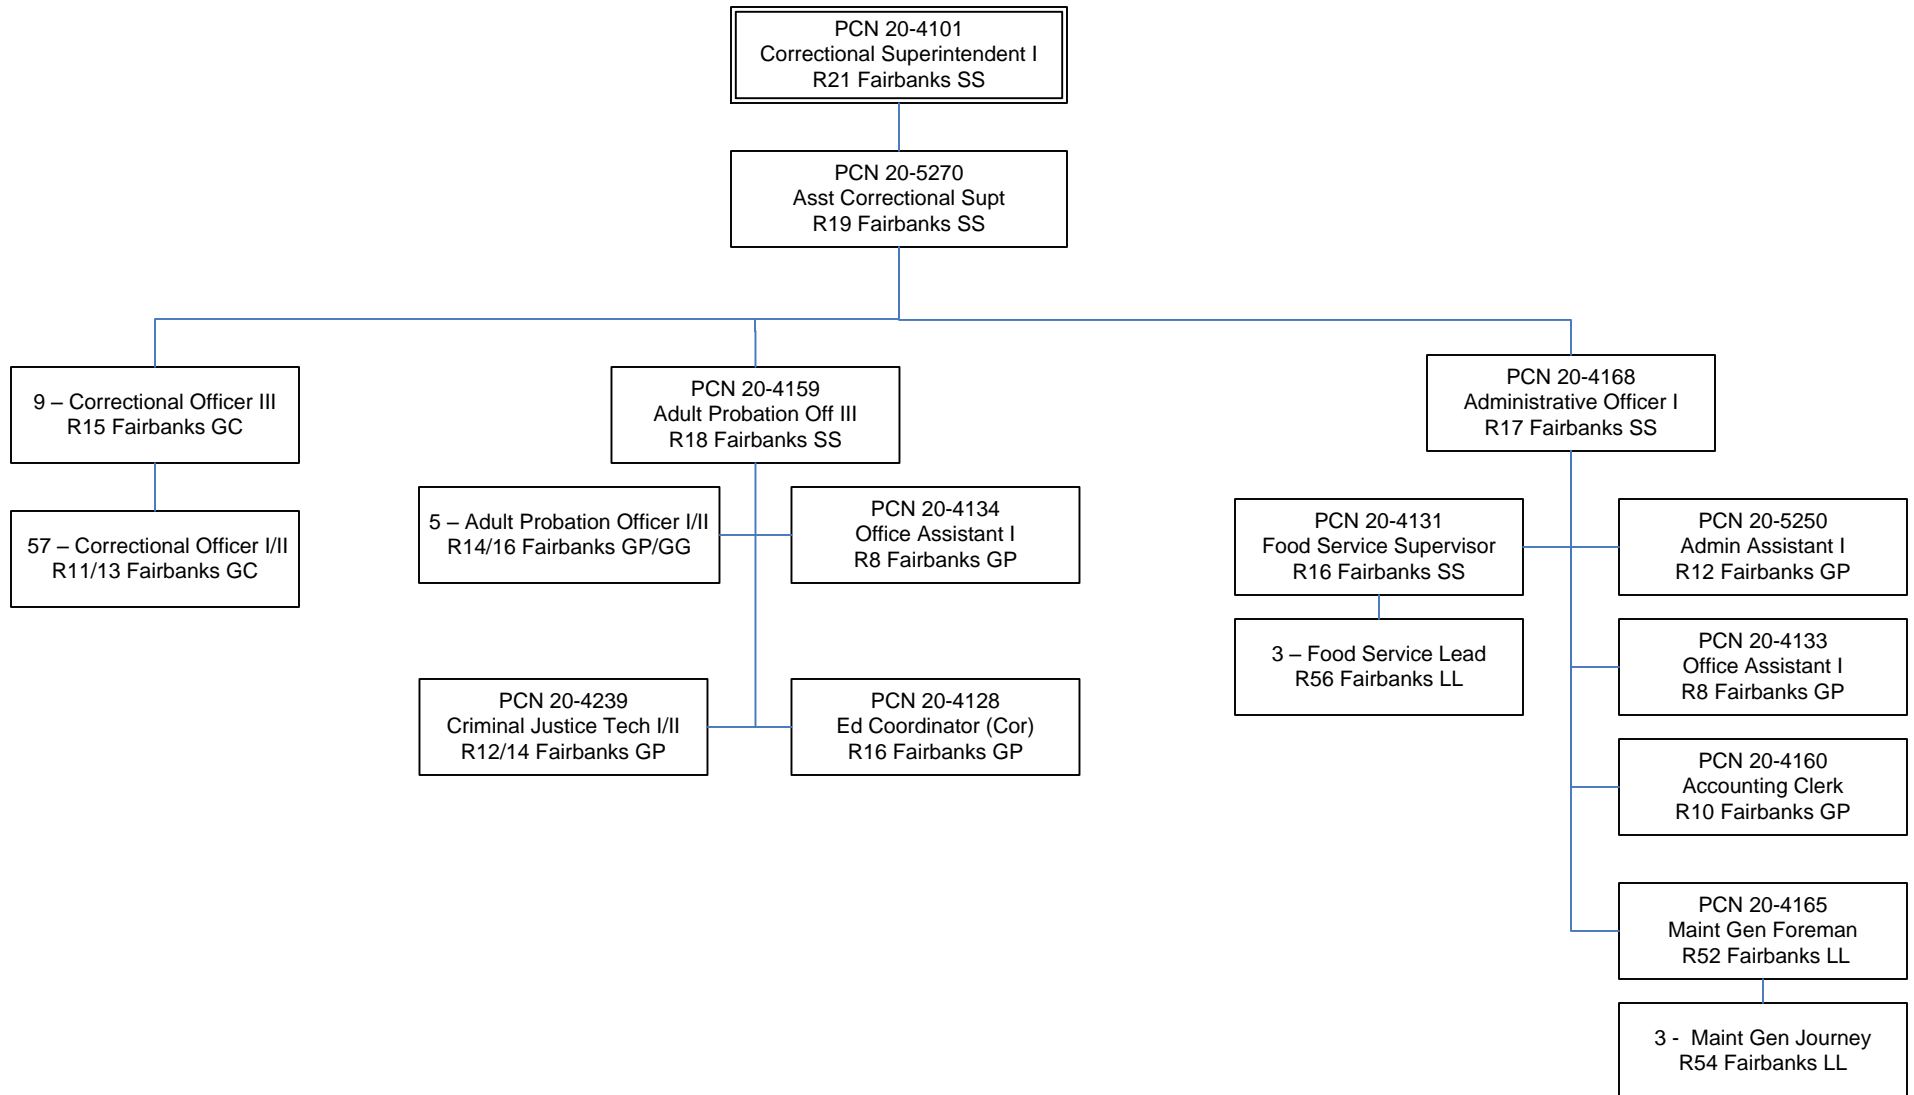 PCN 20-4101
Correctional Superintendent I
R21 Fairbanks SS
PCN 20-5270
Asst Correctional Supt
R19 Fairbanks SS
9 – Correctional Officer III
R15 Fairbanks GC
57 – Correctional Officer I/II
R11/13 Fairbanks GC
PCN 20-4159
Adult Probation Off III
R18 Fairbanks SS
5 – Adult Probation Officer I/II
R14/16 Fairbanks GP/GG
PCN 20-4134
Office Assistant I
R8 Fairbanks GP
PCN 20-4239
Criminal Justice Tech I/II
R12/14 Fairbanks GP
PCN 20-4128
Ed Coordinator (Cor)
R16 Fairbanks GP
PCN 20-4168
Administrative Officer I
R17 Fairbanks SS
PCN 20-4131
Food Service Supervisor
R16 Fairbanks SS
3 – Food Service Lead
R56 Fairbanks LL
PCN 20-5250
Admin Assistant I
R12 Fairbanks GP
PCN 20-4133
Office Assistant I
R8 Fairbanks GP
PCN 20-4160
Accounting Clerk
R10 Fairbanks GP
PCN 20-4165
Maint Gen Foreman
R52 Fairbanks LL
3 -  Maint Gen Journey
R54 Fairbanks LL